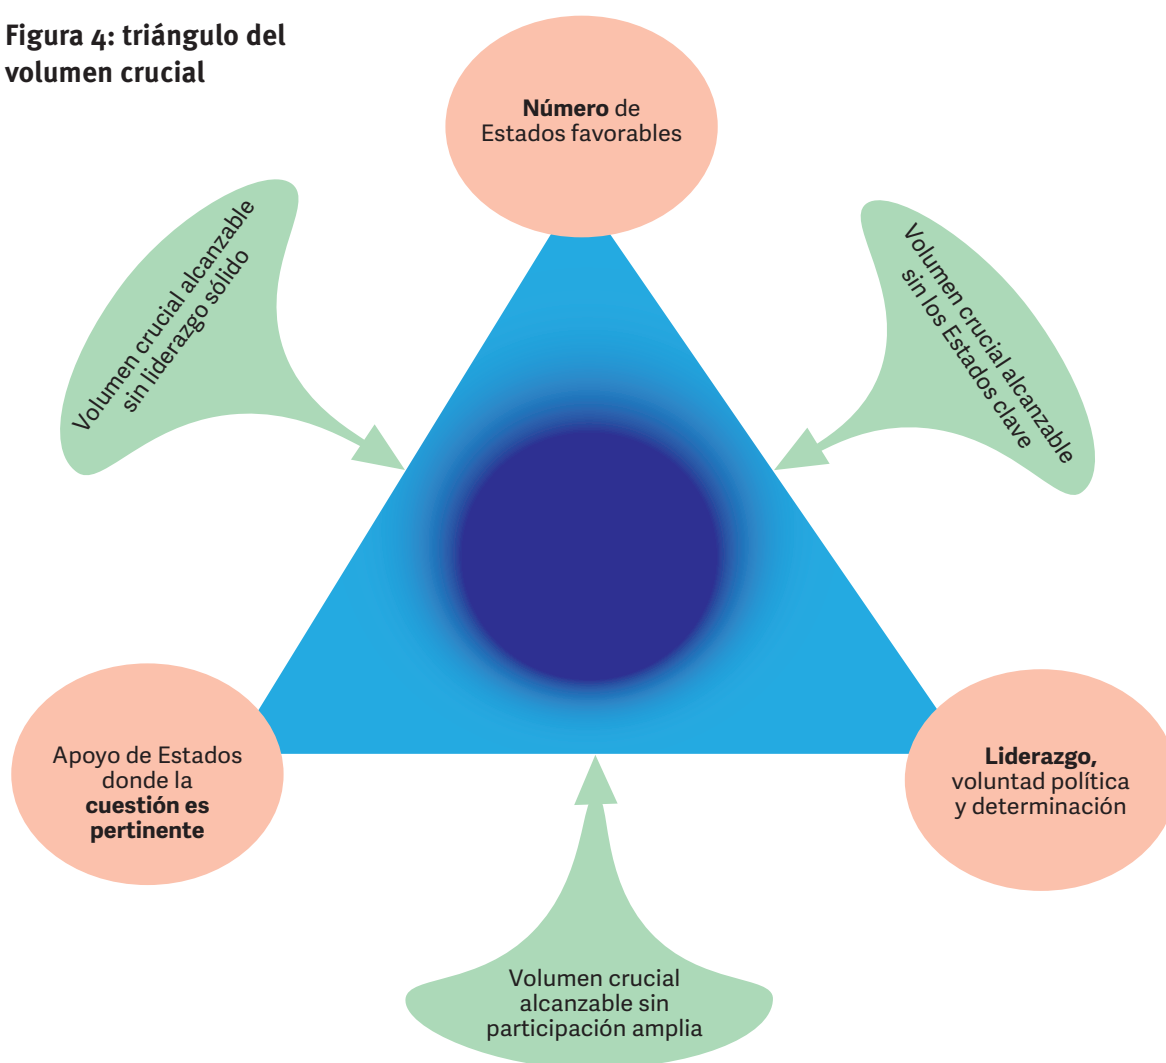 Figura 4: triángulo del
volumen crucial
Número de
Estados favorables
Volumen crucial alcanzable
sin liderazgo sólido
Volumen crucial alcanzable
sin los Estados clave
Apoyo de Estados
donde la
cuestión es
pertinente
Liderazgo,
voluntad política
y determinación
Volumen crucial
alcanzable sin
participación amplia